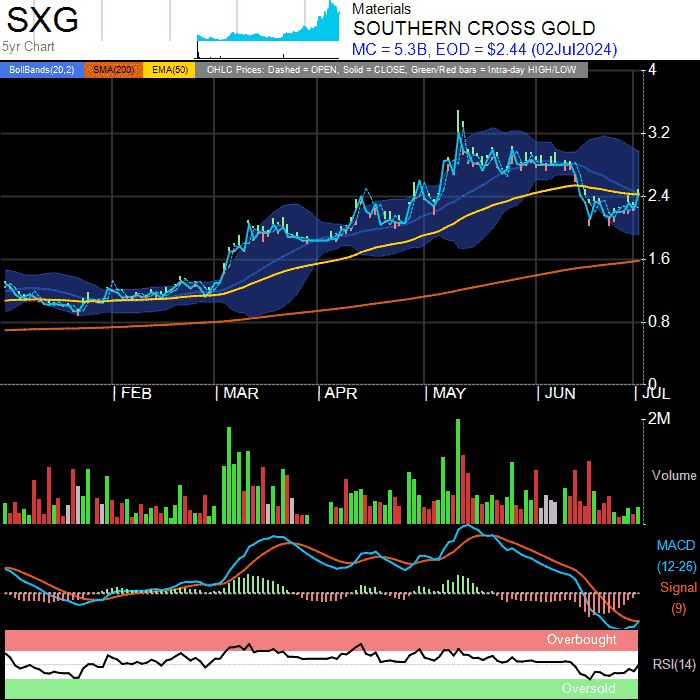 SXG
5yr Chart
Materials
SOUTHERN CROSS GOLD
MC = 5.3B, EOD = $2.44 (02Jul2024)
BollBands(20,2) SMA(200) EMA(50) OHLC Prices: Dashed = OPEN, Solid = CLOSE, Green/Red bars = Intra-day HIGH/LOW
4
3.2
2.4
1.6
0.8
0
FEB MAR APR MAY JUN JUL
2M
Volume
MACD
(12-26)
Signal
(9)
Overbought
RSI(14)
Oversold